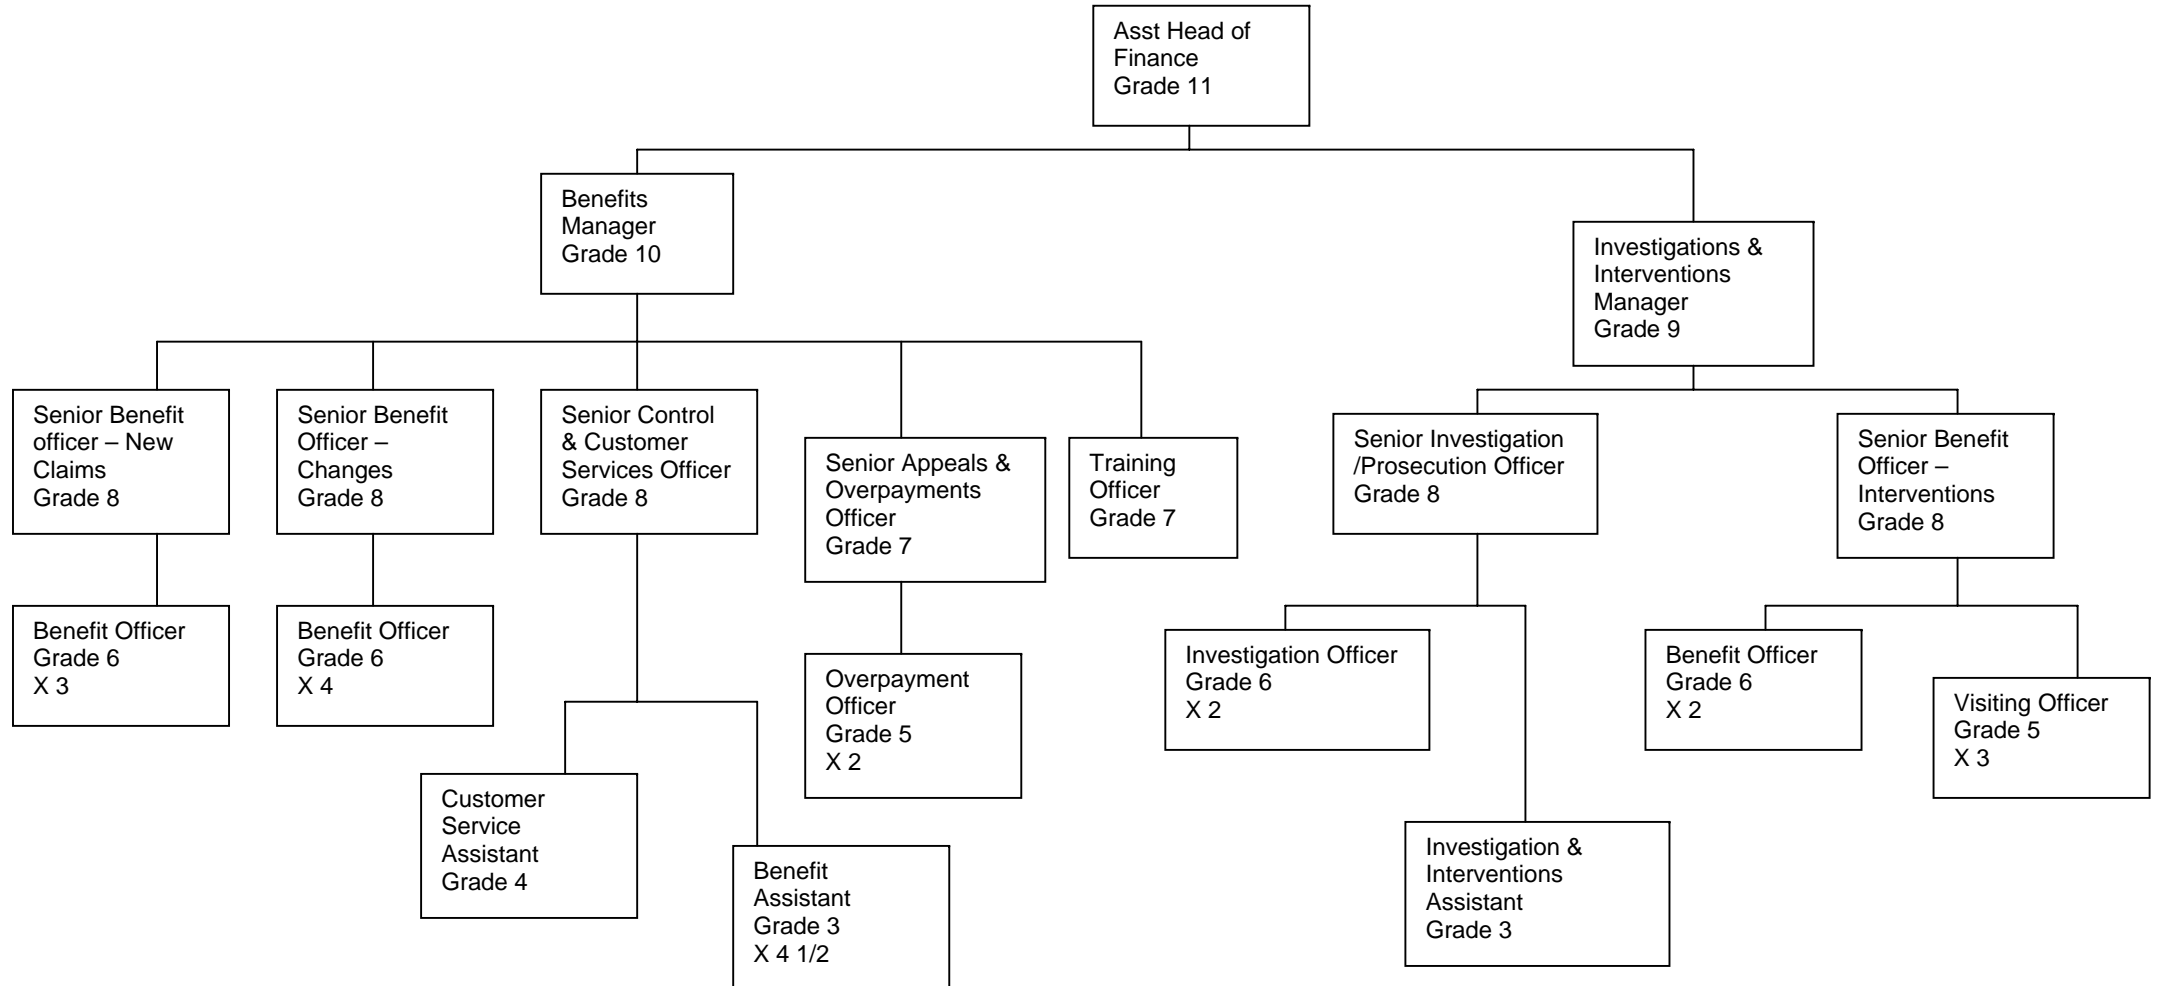 Asst Head of
Finance
Grade 11
Benefits
Manager
Grade 10
Investigations &
Interventions
Manager
Grade 9
Senior Benefit
officer – New
Claims
Grade 8
Senior Benefit
Officer –
Changes
Grade 8
Senior Control
& Customer
Services Officer
Grade 8
Senior Appeals &
Overpayments
Officer
Grade 7
Training
Officer
Grade 7
Senior Investigation
/Prosecution Officer
Grade 8
Senior Benefit
Officer –
Interventions
Grade 8
Benefit Officer
Grade 6
X 3
Benefit Officer
Grade 6
X 4
Overpayment
Officer
Grade 5
X 2
Investigation Officer
Grade 6
X 2
Benefit Officer
Grade 6
X 2
Visiting Officer
Grade 5
X 3
Customer
Service
Assistant
Grade 4
Benefit
Assistant
Grade 3
X 4 1/2
Investigation &
Interventions
Assistant
Grade 3